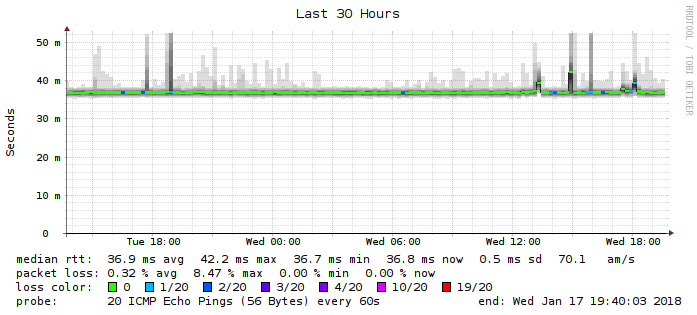 Last 30 Hours
RRDTOOL / TOBI OETIKER
Seconds
50 m
40 m
30 m
20 m
10 m
0
Tue 18:00 Wed 00:00 Wed 06:00 Wed 12:00 Wed 18:00
median rtt: 36.9 ms avg 42.2 ms max 36.7 ms min 36.8 ms now 0.5 ms sd 70.1 am/s
packet loss: 0.32 % avg 8.47 % max 0.00 % min 0.00 % now
loss color: 0 1/20 2/20 3/20 4/20 10/20 19/20
probe: 20 ICMP Echo Pings (56 Bytes) every 60s end: Wed Jan 17 19:40:03 2018